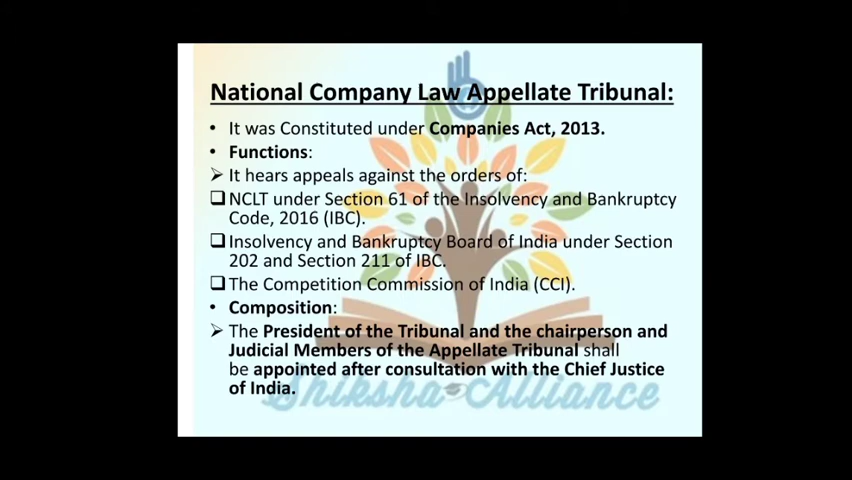 National Company Law Appellate Tribunal:
• It was Constituted under Companies Act, 2013.
• Functions:
➢ It hears appeals against the orders of:
❑ NCLT under Section 61 of the Insolvency and Bankruptcy
Code, 2016 (IBC).
❑ Insolvency and Bankruptcy Board of India under Section
202 and Section 211 of IBC.
❑ The Competition Commission of India (CCI).
• Composition:
➢ The President of the Tribunal and the chairperson and
Judicial Members of the Appellate Tribunal shall
be appointed after consultation with the Chief Justice
of India.
Shiksha Alliance